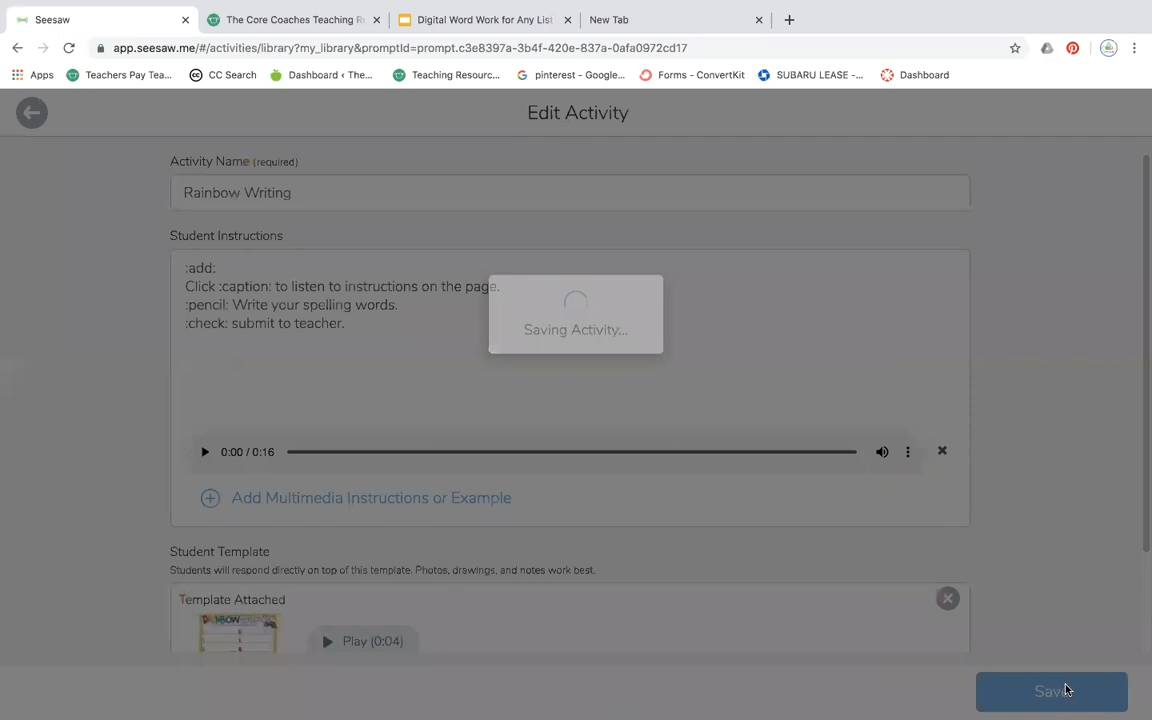 Seesaw
The Core Coaches Teaching R
Digital Word Work for Any List
New Tab
app.seesaw.me/#/activities/library?my_library&promptId=prompt.c3e8397a-3b4f-420e-837a-0afa0972cd17
Apps
Teachers Pay Tea...
CC Search
Dashboard ‹ The...
Teaching Resourc...
pinterest - Google...
Forms - ConvertKit
SUBARU LEASE -...
Dashboard
Edit Activity
Activity Name (required)
Rainbow Writing
Student Instructions
:add:
Click :caption: to listen to instructions on the page.
:pencil: Write your spelling words.
:check: submit to teacher.
Saving Activity...
0:00 / 0:16
Add Multimedia Instructions or Example
Student Template
Students will respond directly on top of this template. Photos, drawings, and notes work best.
Template Attached
Play (0:04)
Save